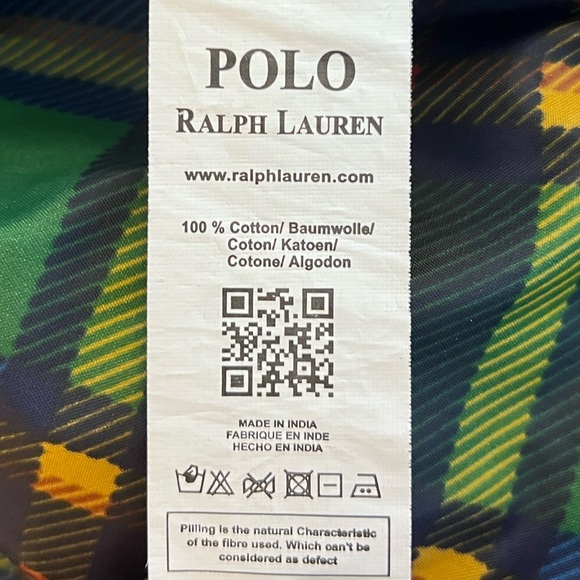 POLO
RALPH LAUREN
www.ralphlauren.com
100 % Cotton/ Baumwolle/
Coton/ Katoen/
Cotone/ Algodon
MADE IN INDIA
FABRIQUE EN INDE
HECHO EN INDIA
Pilling is the natural Characteristic
of the fibre used. Which can't be
considered as defect